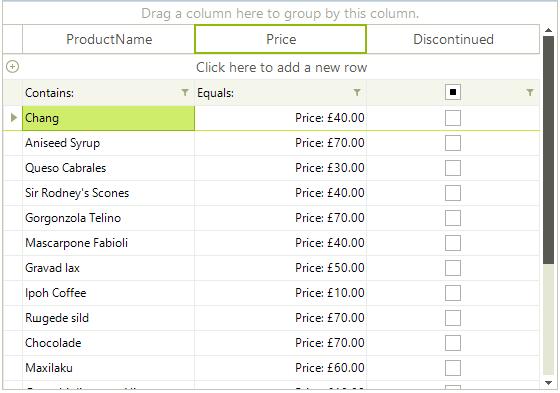 Drag a column here to group by this column.
ProductName Price Discontinued
Click here to add a new row
Contains: Equals:
Chang Price: £40.00
Aniseed Syrup Price: £70.00
Queso Cabrales Price: £30.00
Sir Rodney's Scones Price: £40.00
Gorgonzola Telino Price: £70.00
Mascarpone Fabioli Price: £40.00
Gravad lax Price: £50.00
Ipoh Coffee Price: £10.00
Rɯgede sild Price: £70.00
Chocolade Price: £70.00
Maxilaku Price: £60.00